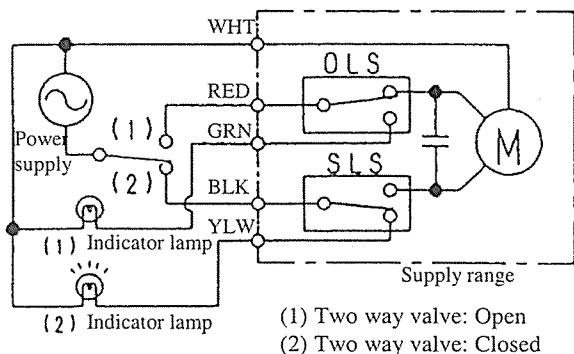 WHT
OLS
RED
(1)
GRN
Power
supply
M
SLS
(2)
BLK
YLW
(1) Indicator lamp
Supply range
(2) Indicator lamp
(1) Two way valve: Open
(2) Two way valve: Closed